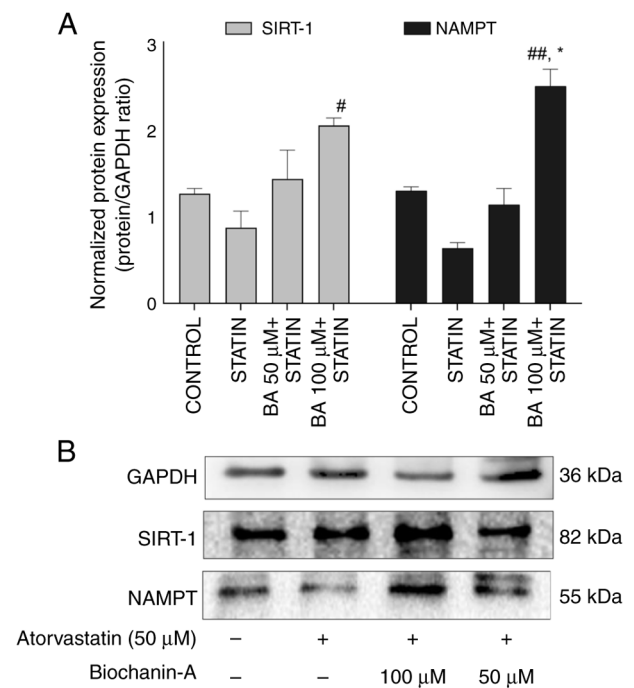 A
SIRT-1 NAMPT
Normalized protein expression
(protein/GAPDH ratio)
3
2
1
0
#
##, *
CONTROL
STATIN
BA 50 µM+
STATIN
BA 100 µM+
STATIN
CONTROL
STATIN
BA 50 µM+
STATIN
BA 100 µM+
STATIN
B
GAPDH 36 kDa
SIRT-1 82 kDa
NAMPT 55 kDa
Atorvastatin (50 µM) – + + +
Biochanin-A – – 100 µM 50 µM